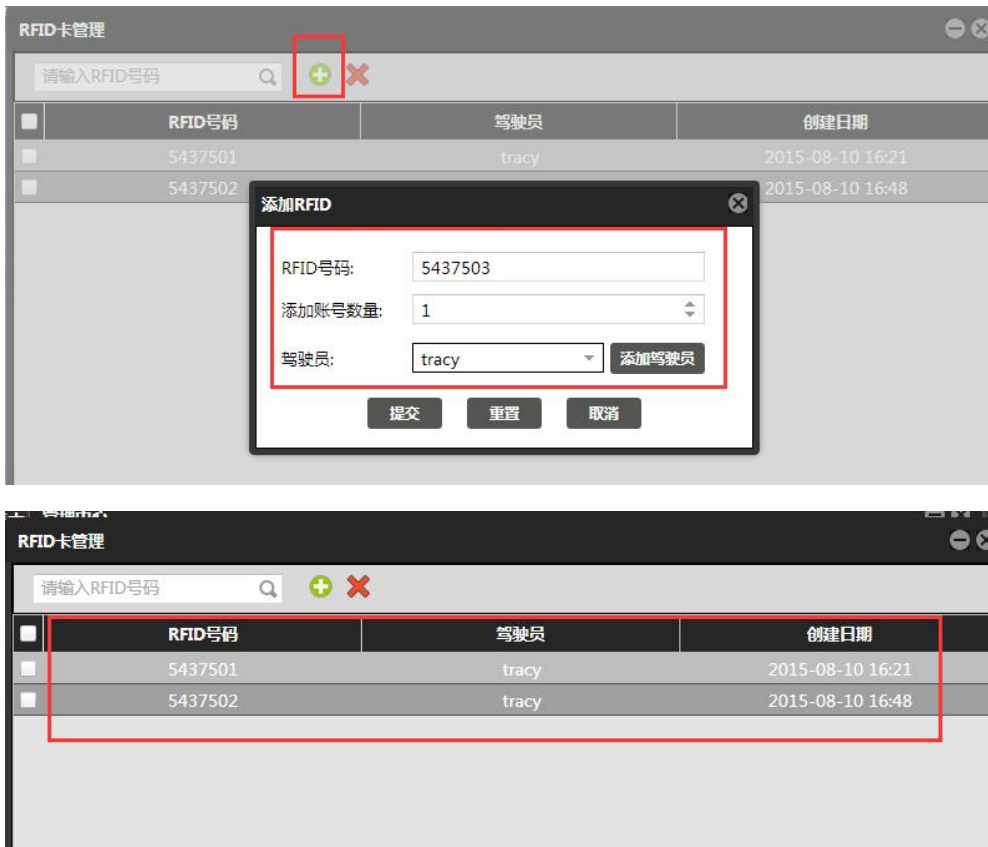 RFID卡管理
请输入RFID号码
RFID号码 驾驶员 创建日期
5437501 tracy 2015-08-10 16:21
5437502 2015-08-10 16:48
添加RFID
RFID号码: 5437503
添加账号数量: 1
驾驶员: tracy 添加驾驶员
提交 重置 取消
RFID卡管理
请输入RFID号码
RFID号码 驾驶员 创建日期
5437501 tracy 2015-08-10 16:21
5437502 tracy 2015-08-10 16:48